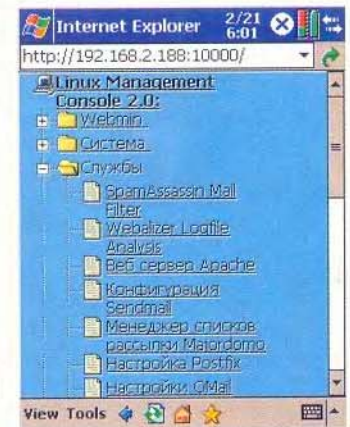 Internet Explorer 2/21 6:01
http://192.168.2.188:10000/
Linux Management
Console 2.0:
Webmin
Система
Службы
SpamAssassin Mail
Filter
Webalizer Logfile
Analysis
Веб сервер Apache
Конфигурация
Sendmail
Менеджер списков
рассылки Majordomo
Настройка Postfix
Настройки QMail
View Tools